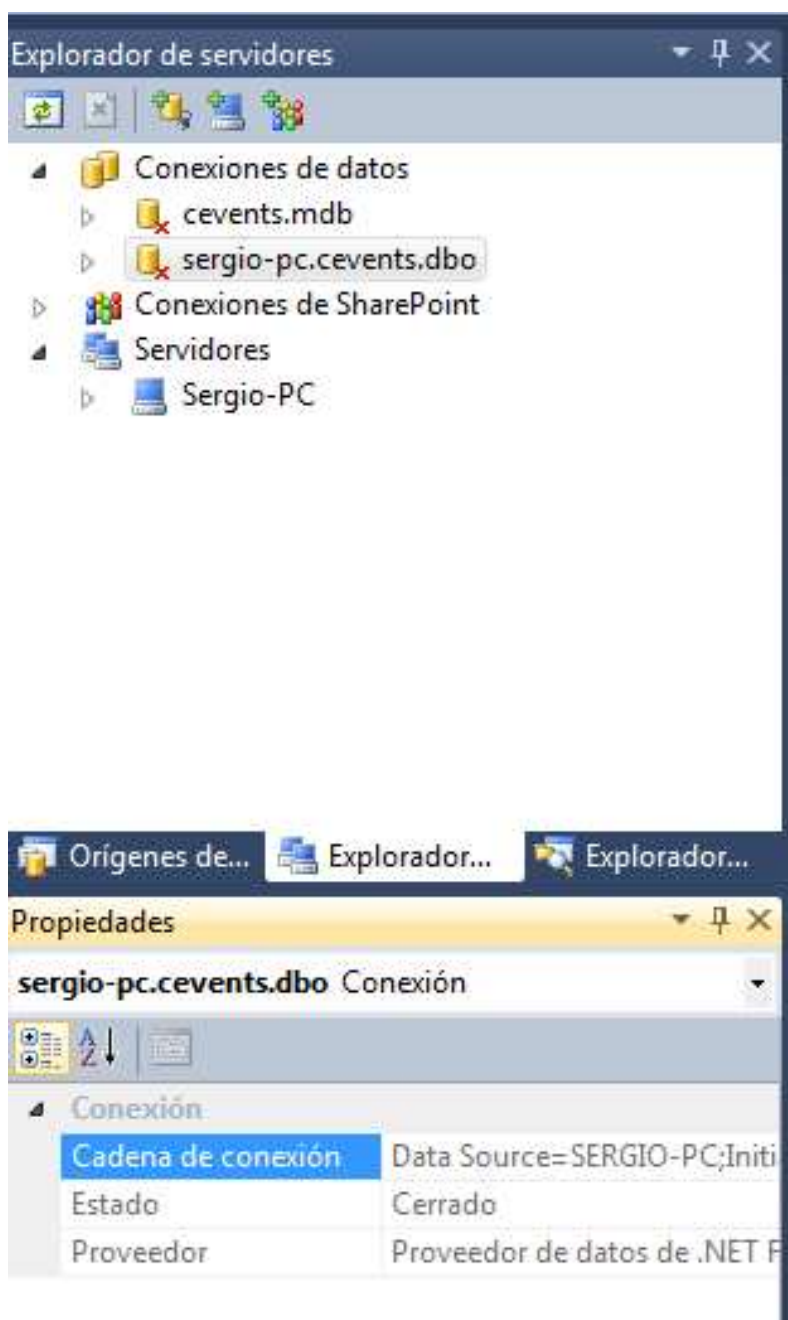 Explorador de servidores
Conexiones de datos
cevents.mdb
sergio-pc.cevents.dbo
Conexiones de SharePoint
Servidores
Sergio-PC
Orígenes de... Explorador... Explorador...
Propiedades
sergio-pc.cevents.dbo Conexión
Conexión
Cadena de conexión Data Source=SERGIO-PC;Initi
Estado Cerrado
Proveedor Proveedor de datos de .NET F